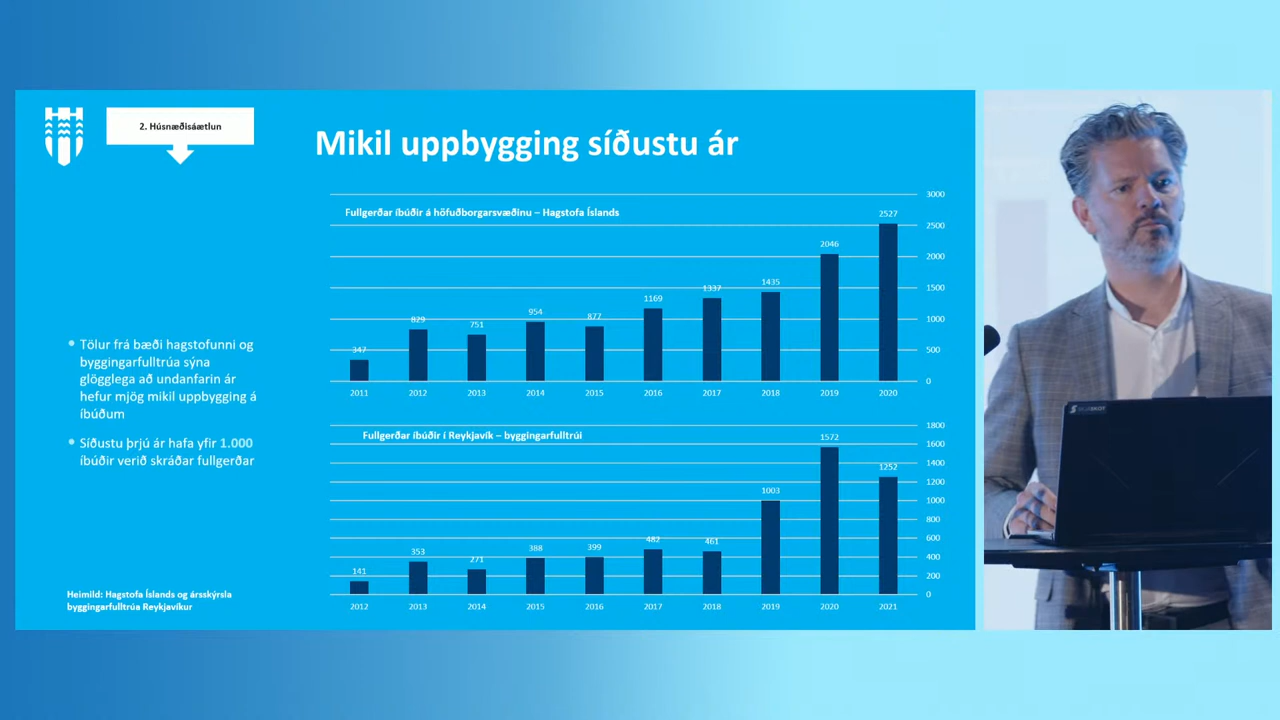 2. Húsnæðisáætlun
Mikil uppbygging síðustu ár
Tölur frá bæði hagstofunni og
byggingarfulltrúa sýna
glögglega að undanfarin ár
hefur mjög mikil uppbygging á
íbúðum
Síðustu þrjú ár hafa yfir 1.000
íbúðir verið skráðar fullgerðar
Heimild: Hagstofa Íslands og ársskýrsla
byggingarfulltrúa Reykjavíkur
Fullgerðar íbúðir á höfuðborgarsvæðinu – Hagstofa Íslands
347 829 751 954 877 1169 1337 1435 2046 2527
3000
2500
2000
1500
1000
500
0
2011 2012 2013 2014 2015 2016 2017 2018 2019 2020
Fullgerðar íbúðir í Reykjavík – byggingarfulltrúi
141 353 271 388 399 482 461 1003 1572 1252
1800
1600
1400
1200
1000
800
600
400
200
0
2012 2013 2014 2015 2016 2017 2018 2019 2020 2021